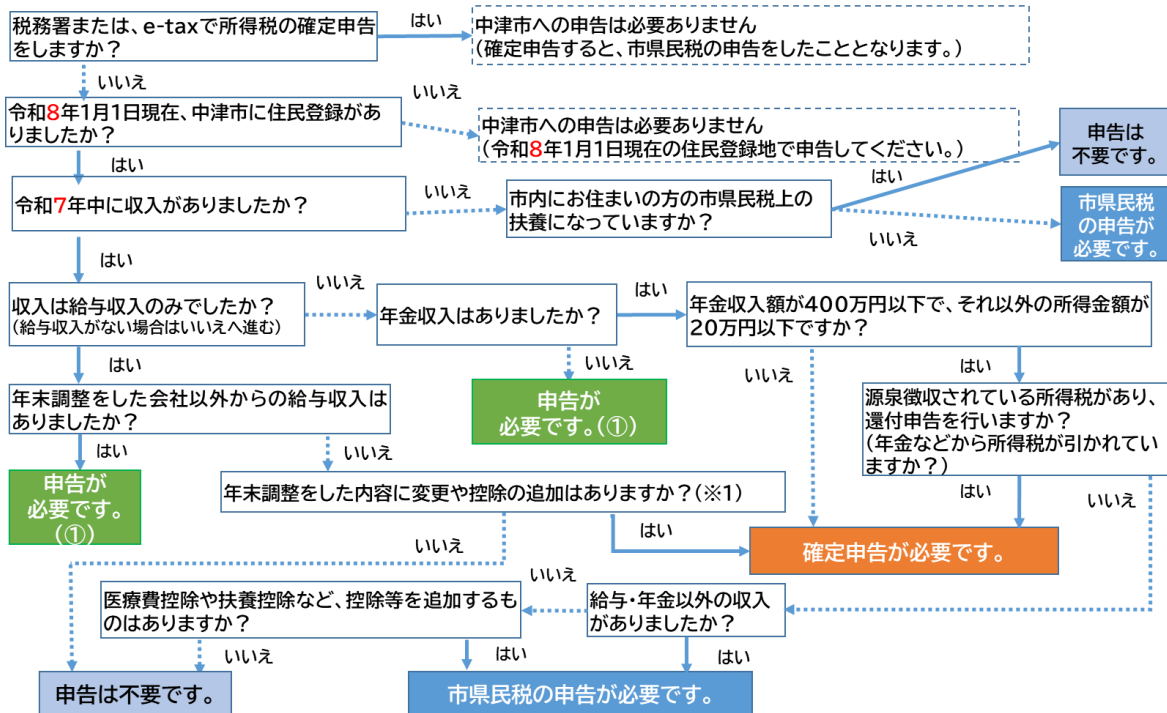 税務署または、e-taxで所得税の確定申告
をしますか？
はい
中津市への申告は必要ありません
(確定申告すると、市県民税の申告をしたこととなります。)
いいえ
令和8年1月1日現在、中津市に住民登録があ
りましたか？
いいえ
中津市への申告は必要ありません
(令和8年1月1日現在の住民登録地で申告してください。)
申告は
不要です。
はい
令和7年中に収入がありましたか？
いいえ
市内にお住まいの方の市県民税上の
扶養になっていますか？
はい
いいえ
市県民税
の申告が
必要です。
はい
収入は給与収入のみでしたか？
(給与収入がない場合はいいえへ進む)
いいえ
年金収入はありましたか？
はい
年金収入額が400万円以下で、それ以外の所得金額が
20万円以下ですか？
はい
いいえ
いいえ
はい
年末調整をした会社以外からの給与収入は
ありましたか？
申告が
必要です。(①)
源泉徴収されている所得税があり、
還付申告を行いますか？
(年金などから所得税が引かれてい
ますか？)
はい
いいえ
申告が
必要です。
(①)
年末調整をした内容に変更や控除の追加はありますか？(※1)
はい
いいえ
いいえ
はい
確定申告が必要です。
医療費控除や扶養控除など、控除等を追加するも
のはありますか？
いいえ
給与・年金以外の収入
がありましたか？
いいえ
はい
はい
申告は不要です。
市県民税の申告が必要です。